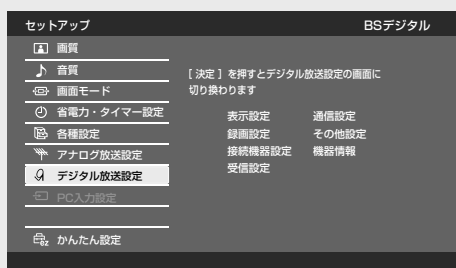 セットアップ
BSデジタル
画質
音質
画面モード
省電力・タイマー設定
各種設定
アナログ放送設定
デジタル放送設定
PC入力設定
かんたん設定
［ 決定 ］を押すとデジタル放送設定の画面に
切り換わります
表示設定 通信設定
録画設定 その他設定
接続機器設定 機器情報
受信設定